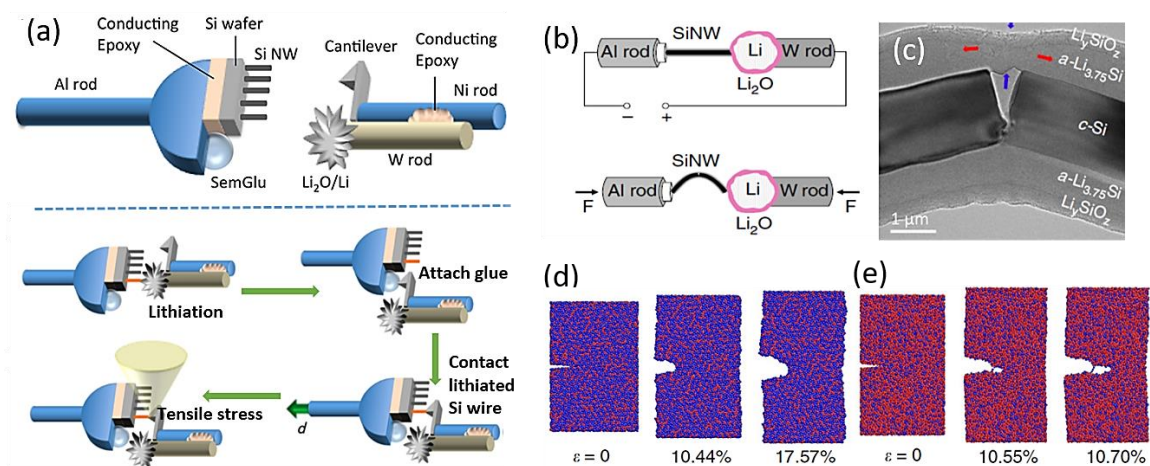 (a)
Conducting
Epoxy
Si wafer
Si NW
Al rod
SemGlu
Cantilever
Conducting
Epoxy
Ni rod
W rod
Li₂O/Li
Lithiation
Attach glue
Contact
lithiated
Si wire
d
Tensile stress
(b)
SiNW
Al rod
Li
W rod
Li₂O
− +
SiNW
Al rod
Li
W rod
F
F
Li₂O
(c)
LiySiOz
a-Li3.75Si
c-Si
a-Li3.75Si
LiySiOz
1 μm
(d)
ε = 0
10.44%
17.57%
(e)
ε = 0
10.55%
10.70%